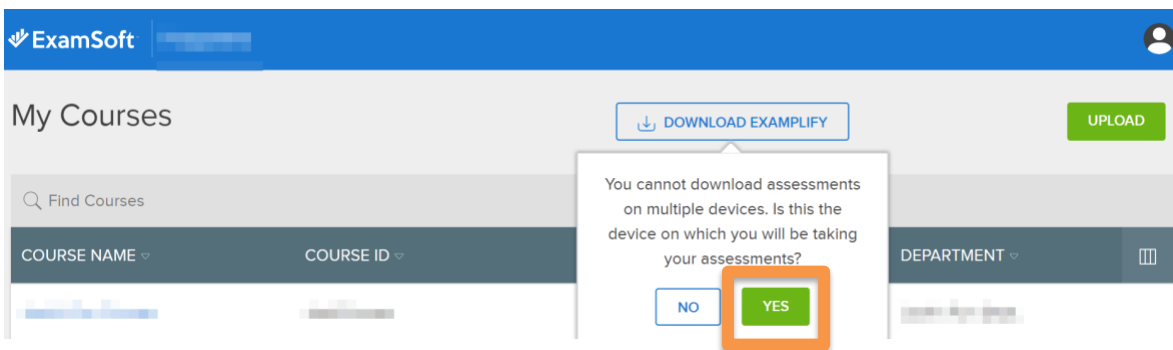 ExamSoft
My Courses
DOWNLOAD EXAMPLIFY
UPLOAD
You cannot download assessments
on multiple devices. Is this the
device on which you will be taking
your assessments?
NO
YES
Find Courses
COURSE NAME
COURSE ID
DEPARTMENT